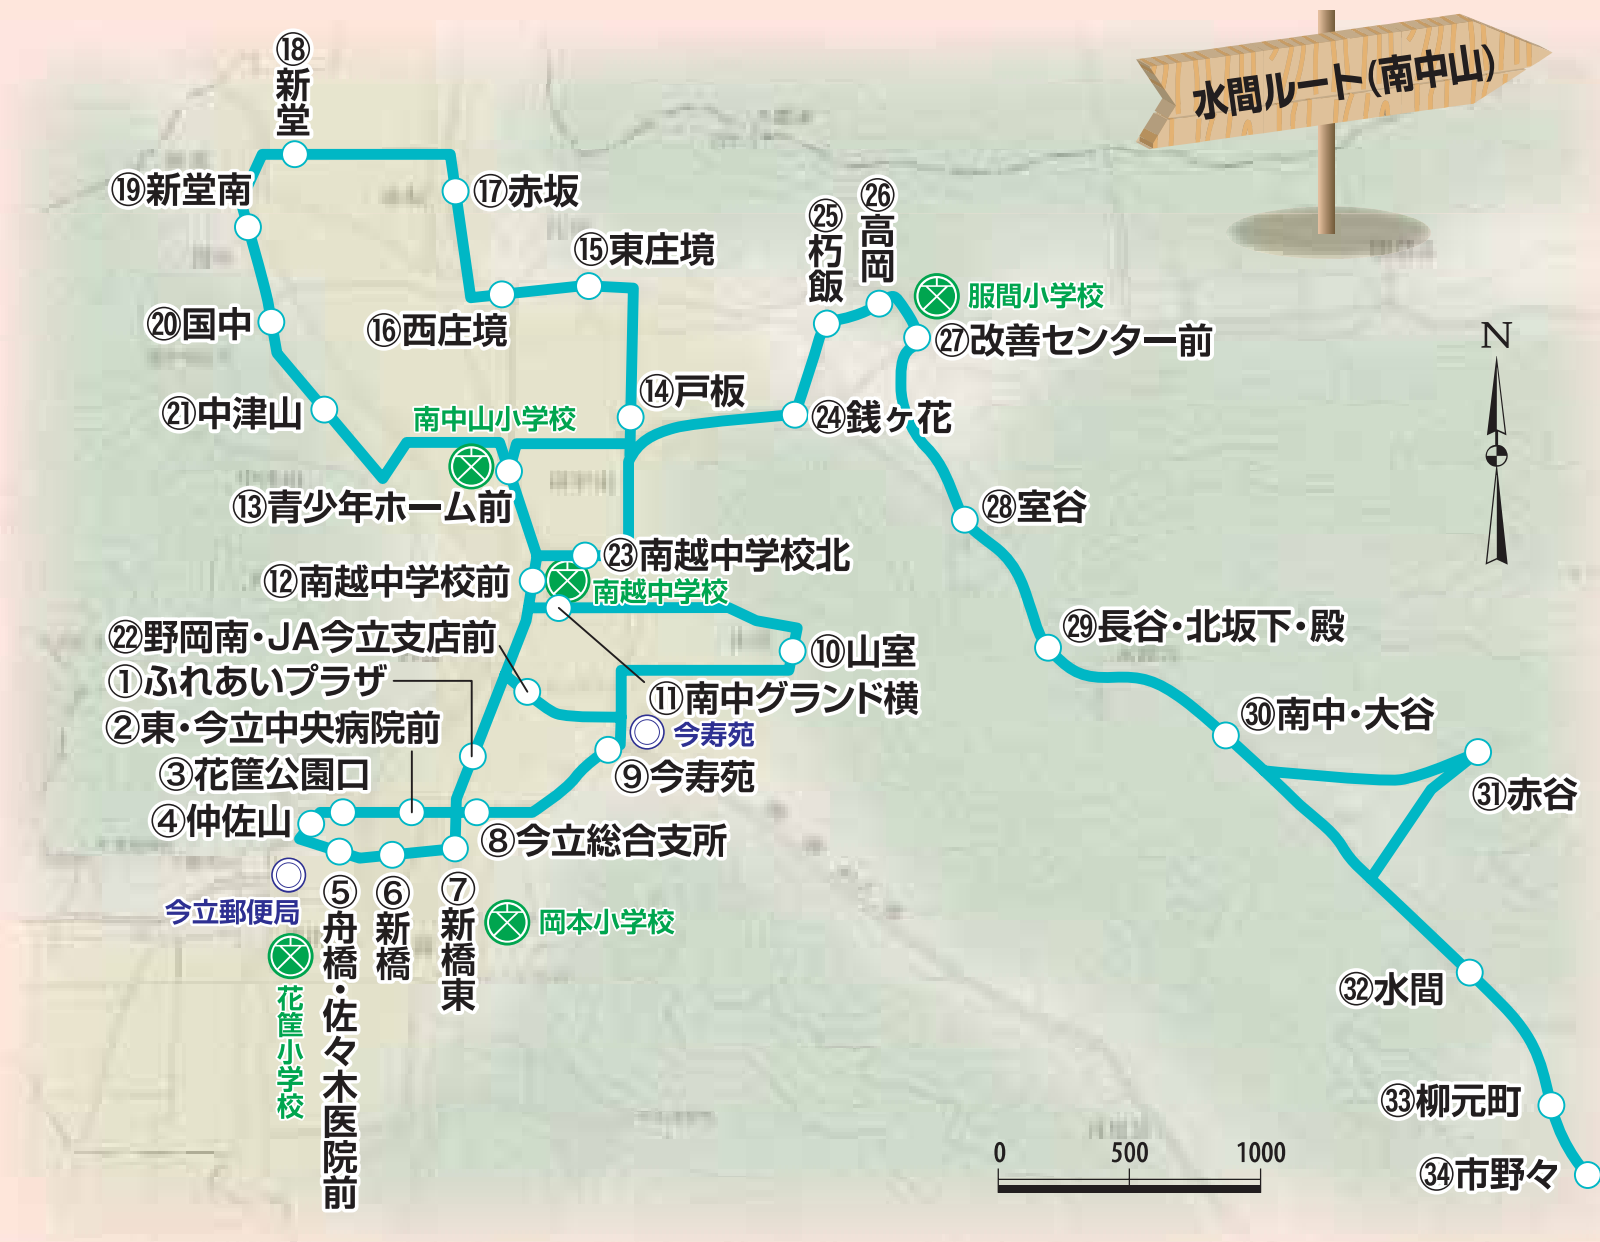 水間ルート(南中山)
⑱新堂
⑲新堂南
⑰赤坂
⑮東庄境
⑯西庄境
⑳国中
㉑中津山
南中山小学校
⑬青少年ホーム前
⑭戸板
㉕朽飯
㉖高岡
服間小学校
㉗改善センター前
㉔銭ヶ花
N
㉘室谷
㉓南越中学校北
⑫南越中学校前
南越中学校
㉒野岡南・JA今立支店前
①ふれあいプラザ
②東・今立中央病院前
③花筐公園口
④仲佐山
⑩山室
⑪南中グランド横
今寿苑
⑨今寿苑
⑧今立総合支所
㉙長谷・北坂下・殿
㉚南中・大谷
㉛赤谷
今立郵便局
⑤舟橋・佐々木医院前
⑥新橋
⑦新橋東
岡本小学校
花筐小学校
㉜水間
㉝柳元町
㉞市野々
0 500 1000